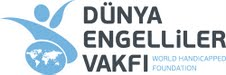 DÜNYA
ENGELLİLER
VAKFI WORLD HANDICAPPED
FOUNDATION